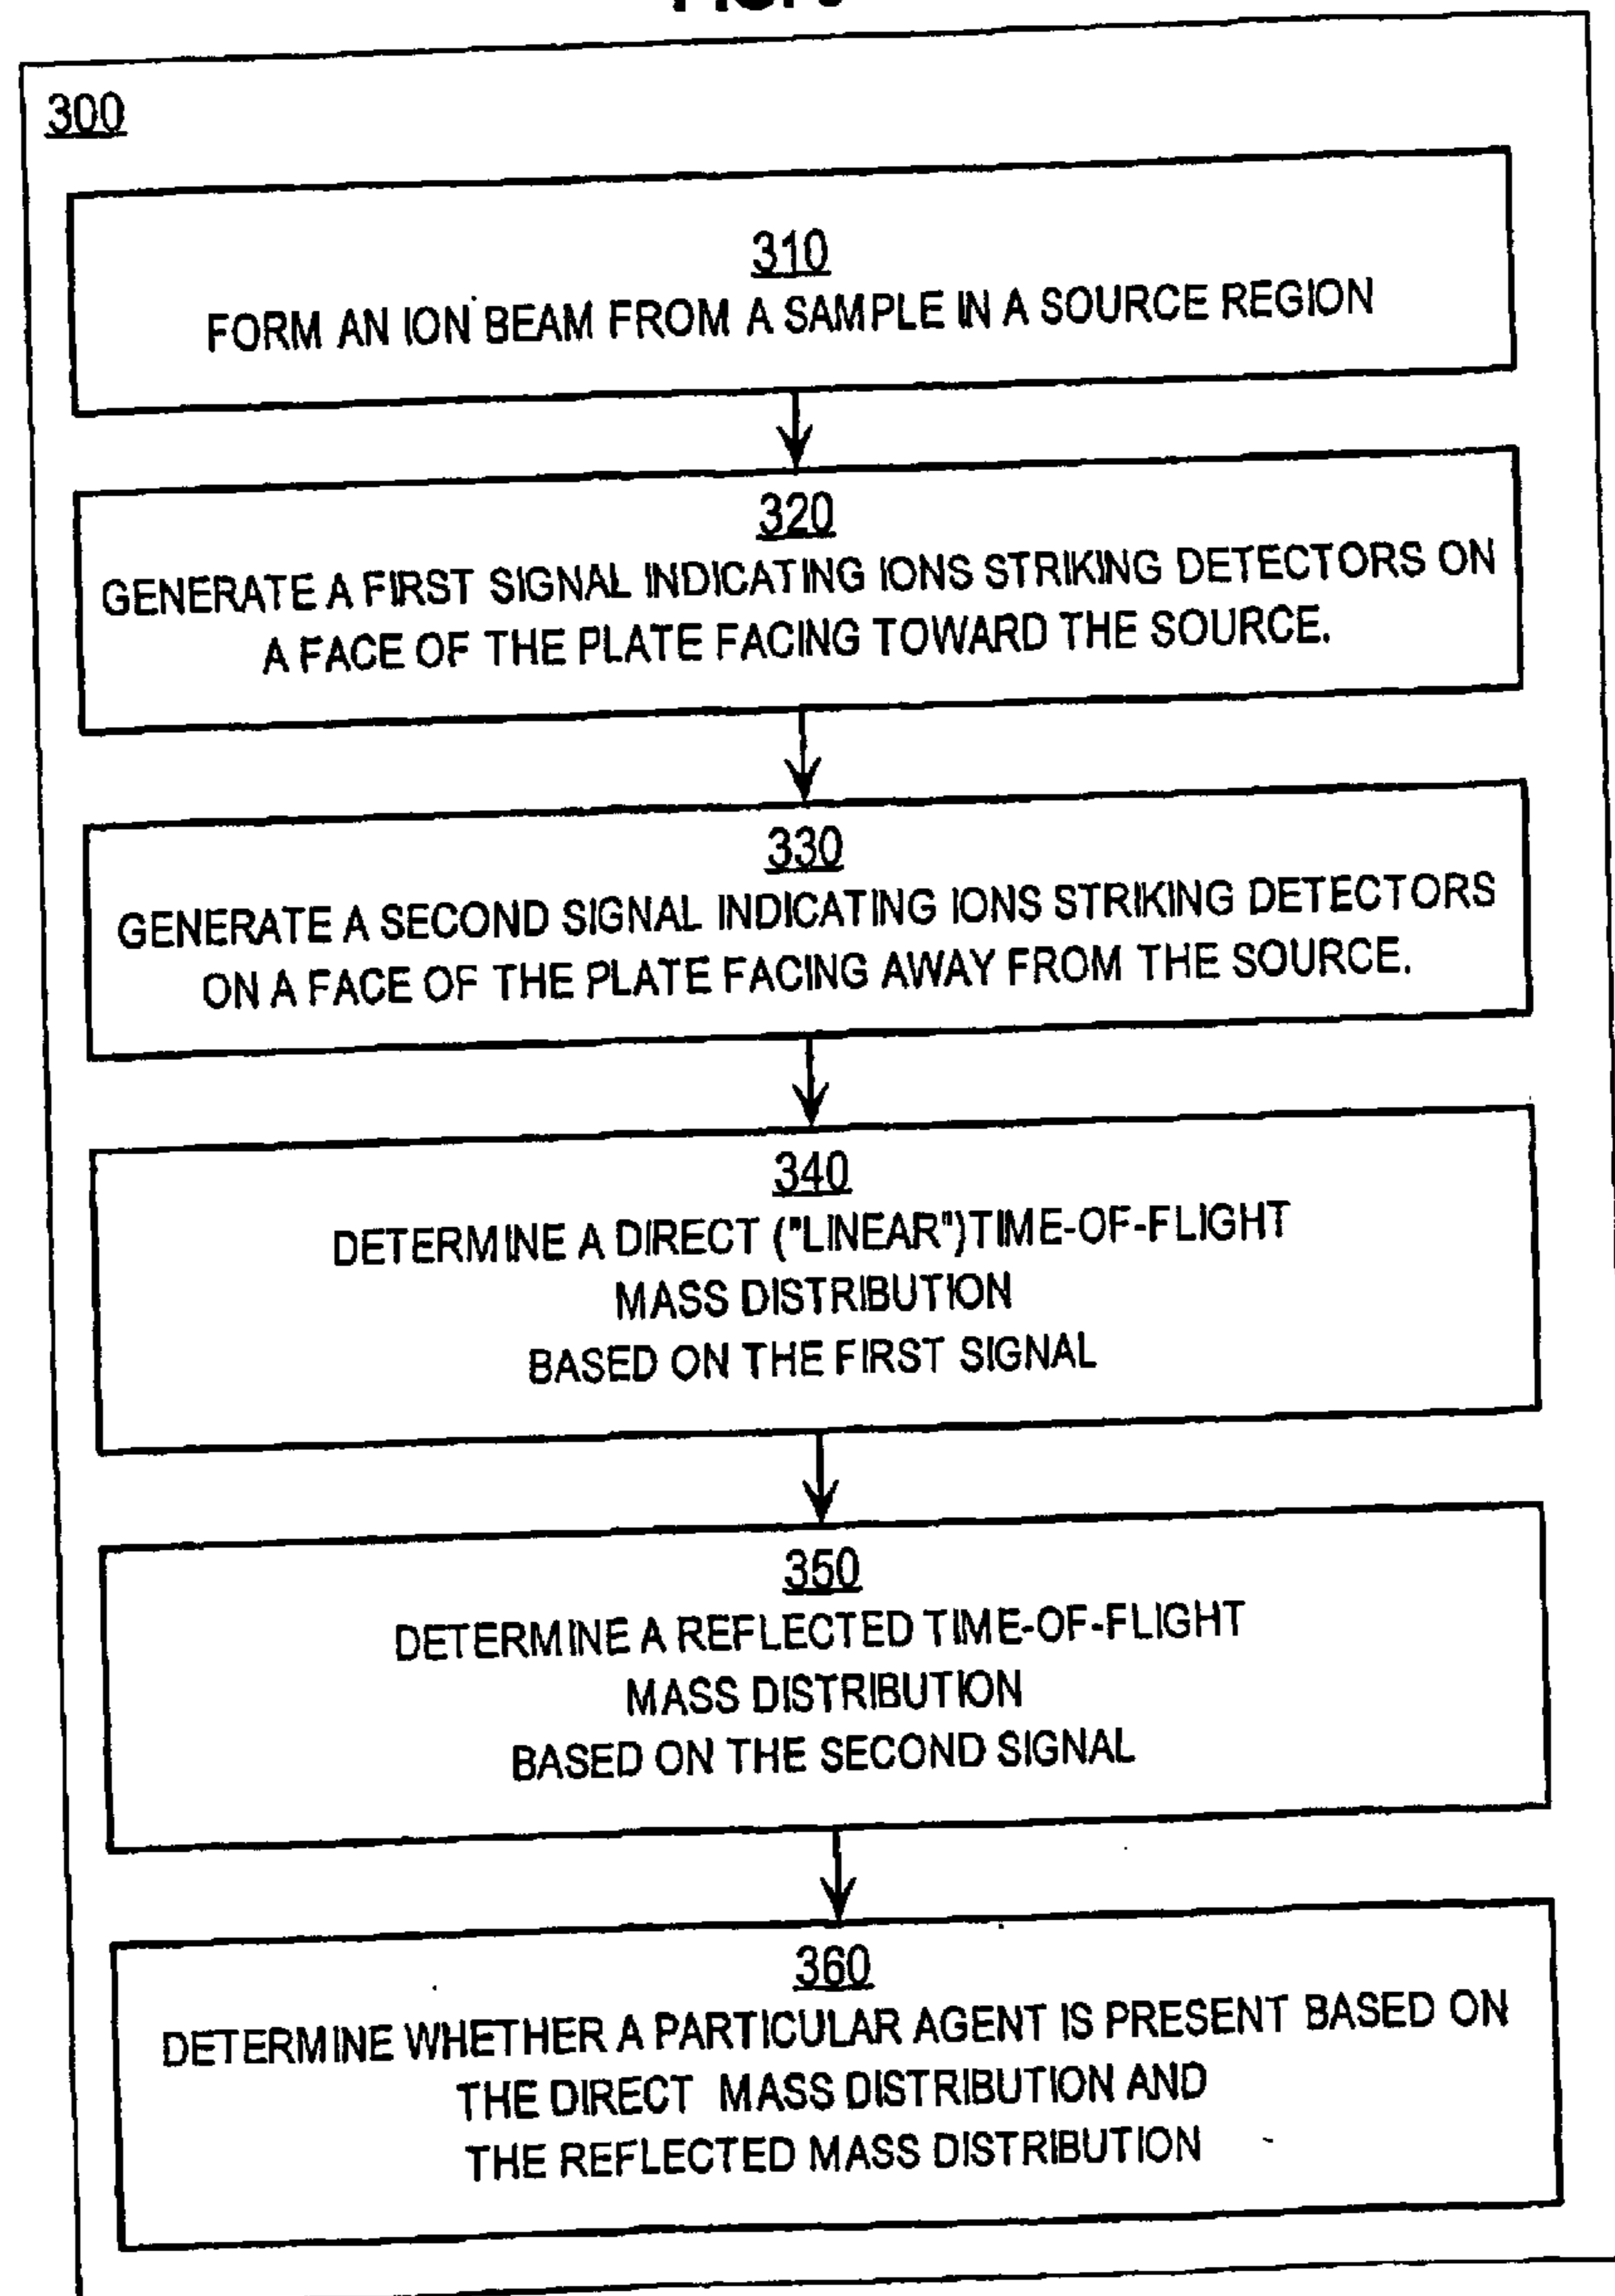 300
310
FORM AN ION BEAM FROM A SAMPLE IN A SOURCE REGION
320
GENERATE A FIRST SIGNAL INDICATING IONS STRIKING DETECTORS ON
A FACE OF THE PLATE FACING TOWARD THE SOURCE.
330
GENERATE A SECOND SIGNAL INDICATING IONS STRIKING DETECTORS
ON A FACE OF THE PLATE FACING AWAY FROM THE SOURCE.
340
DETERMINE A DIRECT ("LINEAR")TIME-OF-FLIGHT
MASS DISTRIBUTION
BASED ON THE FIRST SIGNAL
350
DETERMINE A REFLECTED TIME-OF-FLIGHT
MASS DISTRIBUTION
BASED ON THE SECOND SIGNAL
360
DETERMINE WHETHER A PARTICULAR AGENT IS PRESENT BASED ON
THE DIRECT MASS DISTRIBUTION AND
THE REFLECTED MASS DISTRIBUTION